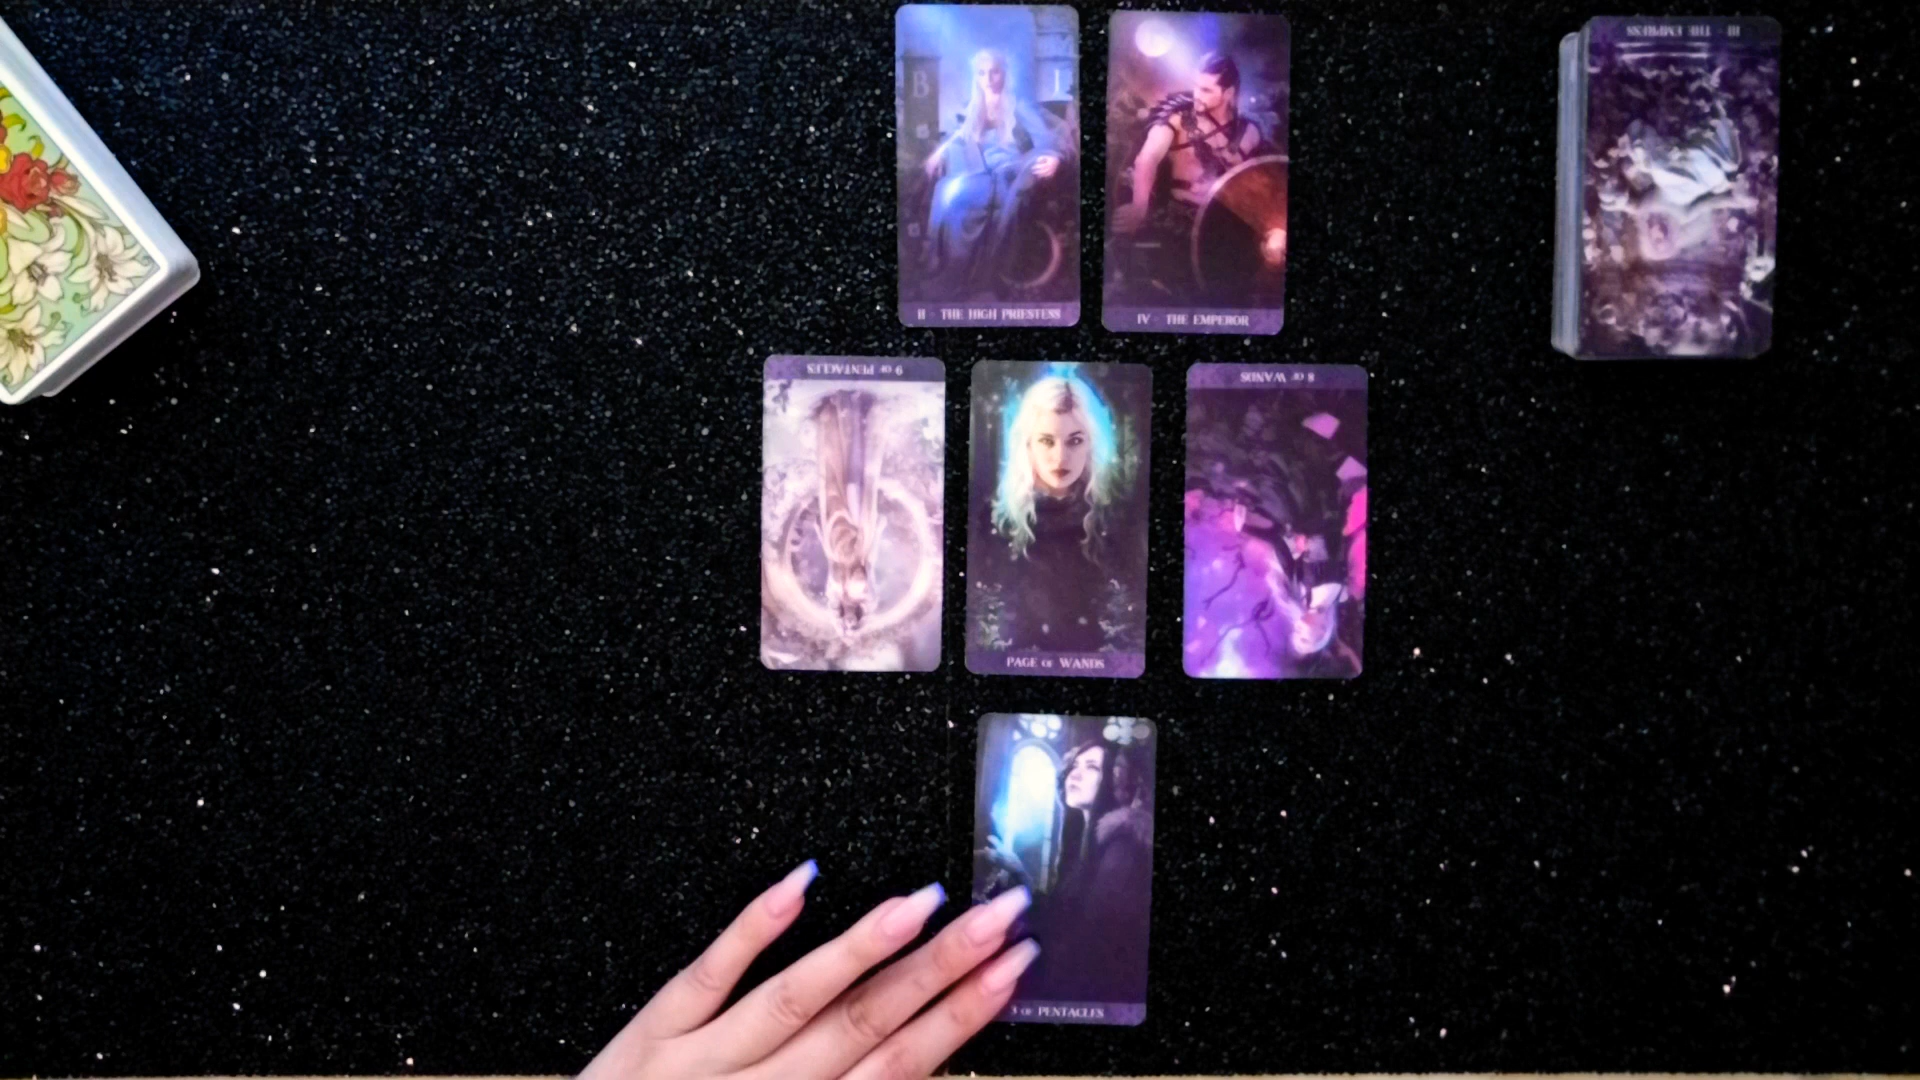 III · THE EMPRESS
B
II · THE HIGH PRIESTESS
IV · THE EMPEROR
9 OF PENTACLES
8 OF WANDS
PAGE OF WANDS
3 OF PENTACLES